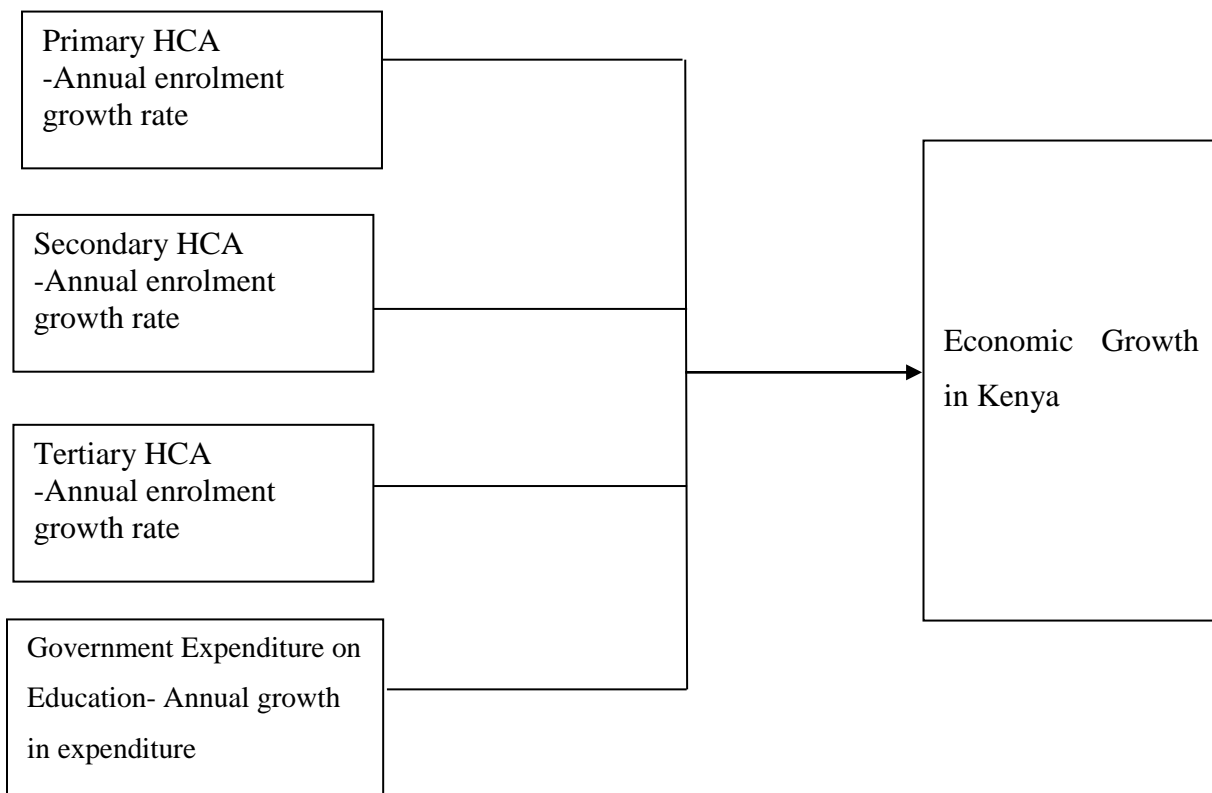 Primary HCA
-Annual enrolment
growth rate
Secondary HCA
-Annual enrolment
growth rate
Tertiary HCA
-Annual enrolment
growth rate
Government Expenditure on
Education- Annual growth
in expenditure
Economic Growth
in Kenya